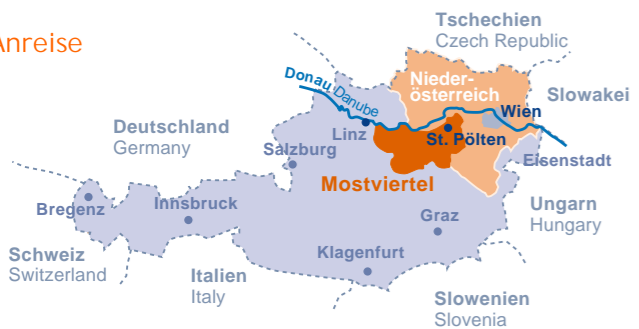 Anreise
Tschechien
Czech Republic
Donau Danube
Nieder-
österreich
Slowakei
Wien
Linz
St. Pölten
Deutschland
Germany
Salzburg
Eisenstadt
Mostviertel
Bregenz
Innsbruck
Graz
Ungarn
Hungary
Schweiz
Switzerland
Italien
Italy
Klagenfurt
Slowenien
Slovenia